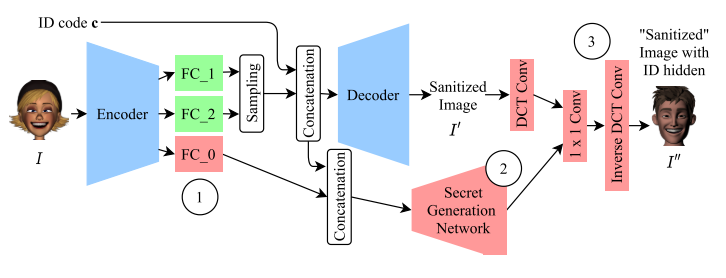 ID code c
Encoder
FC_1
FC_2
FC_0
Sampling
Concatenation
Concatenation
Decoder
Sanitized
Image
I'
DCT Conv
1 x 1 Conv
Inverse DCT Conv
"Sanitized"
Image with
ID hidden
I
I''
1
2
3
Secret
Generation
Network